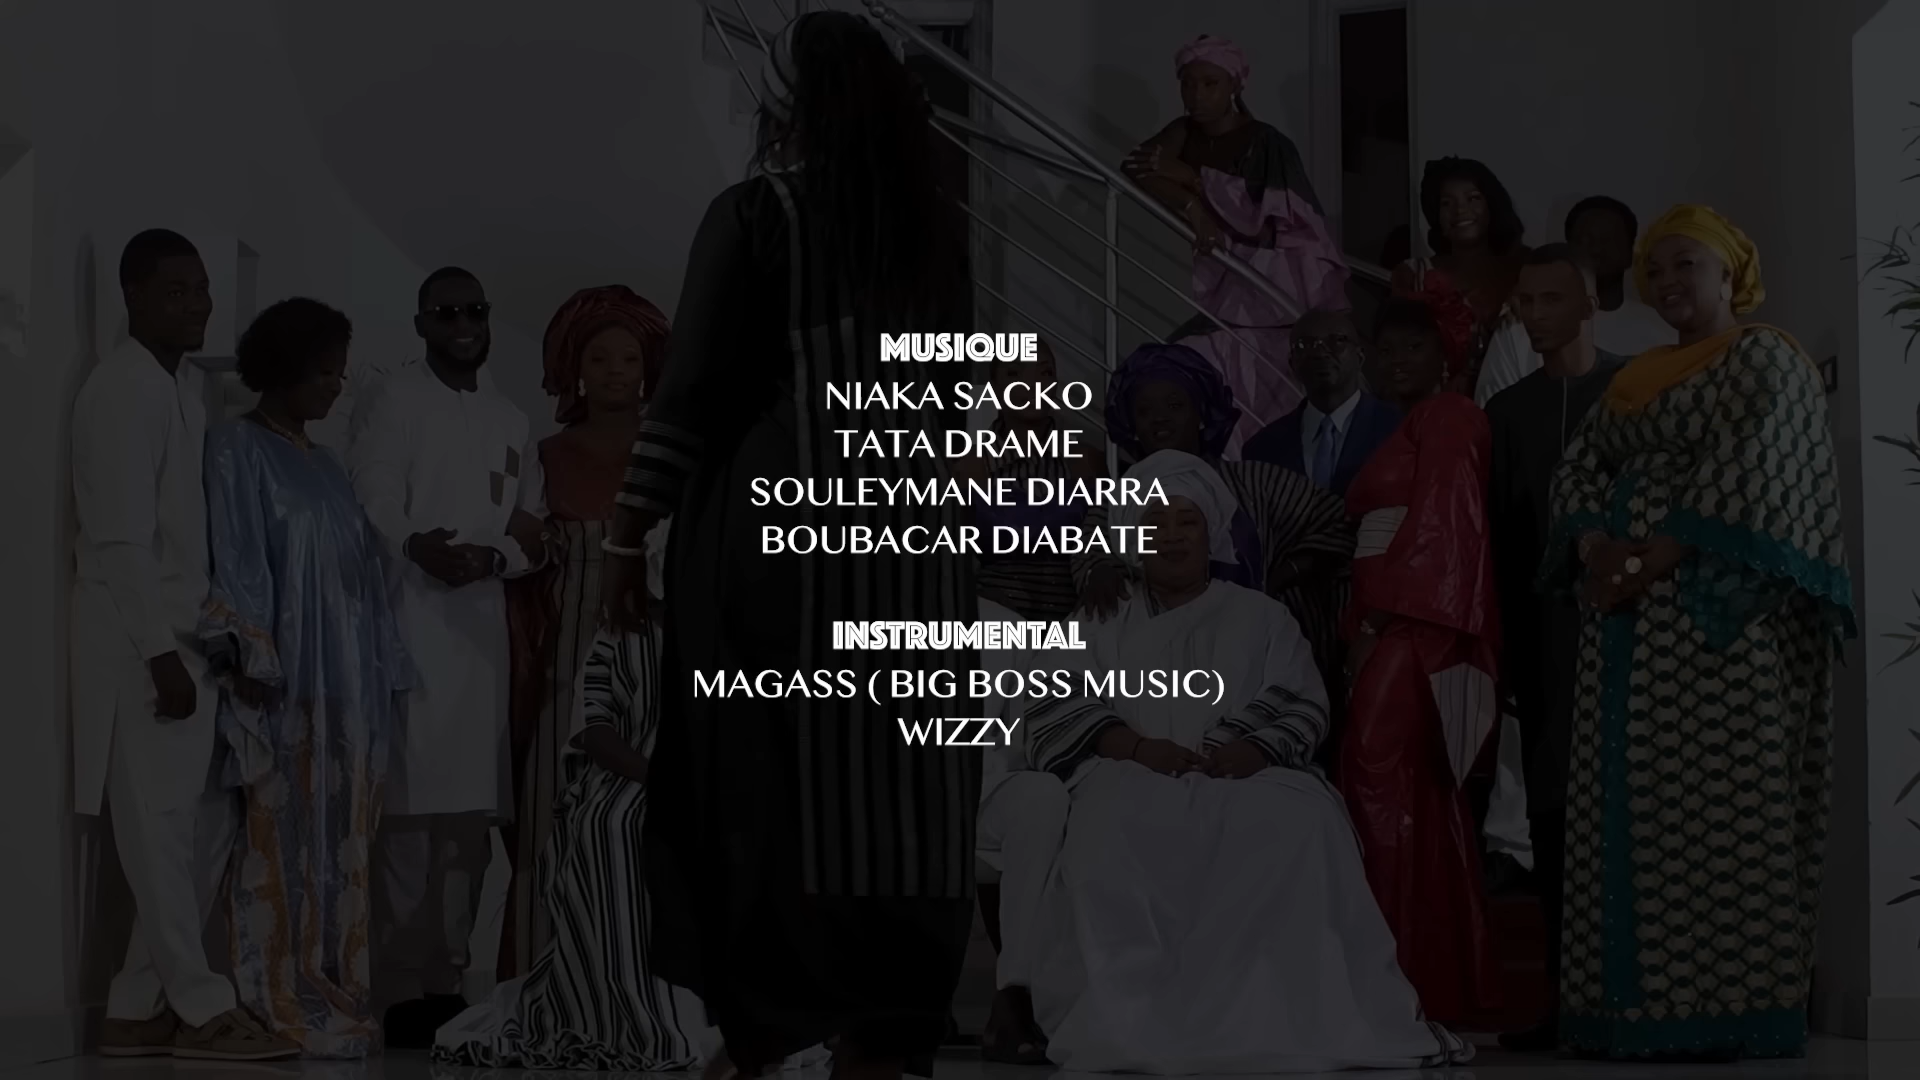 MUSIQUE
NIAKA SACKO
TATA DRAME
SOULEYMANE DIARRA
BOUBACAR DIABATE
INSTRUMENTAL
MAGASS ( BIG BOSS MUSIC)
WIZZY